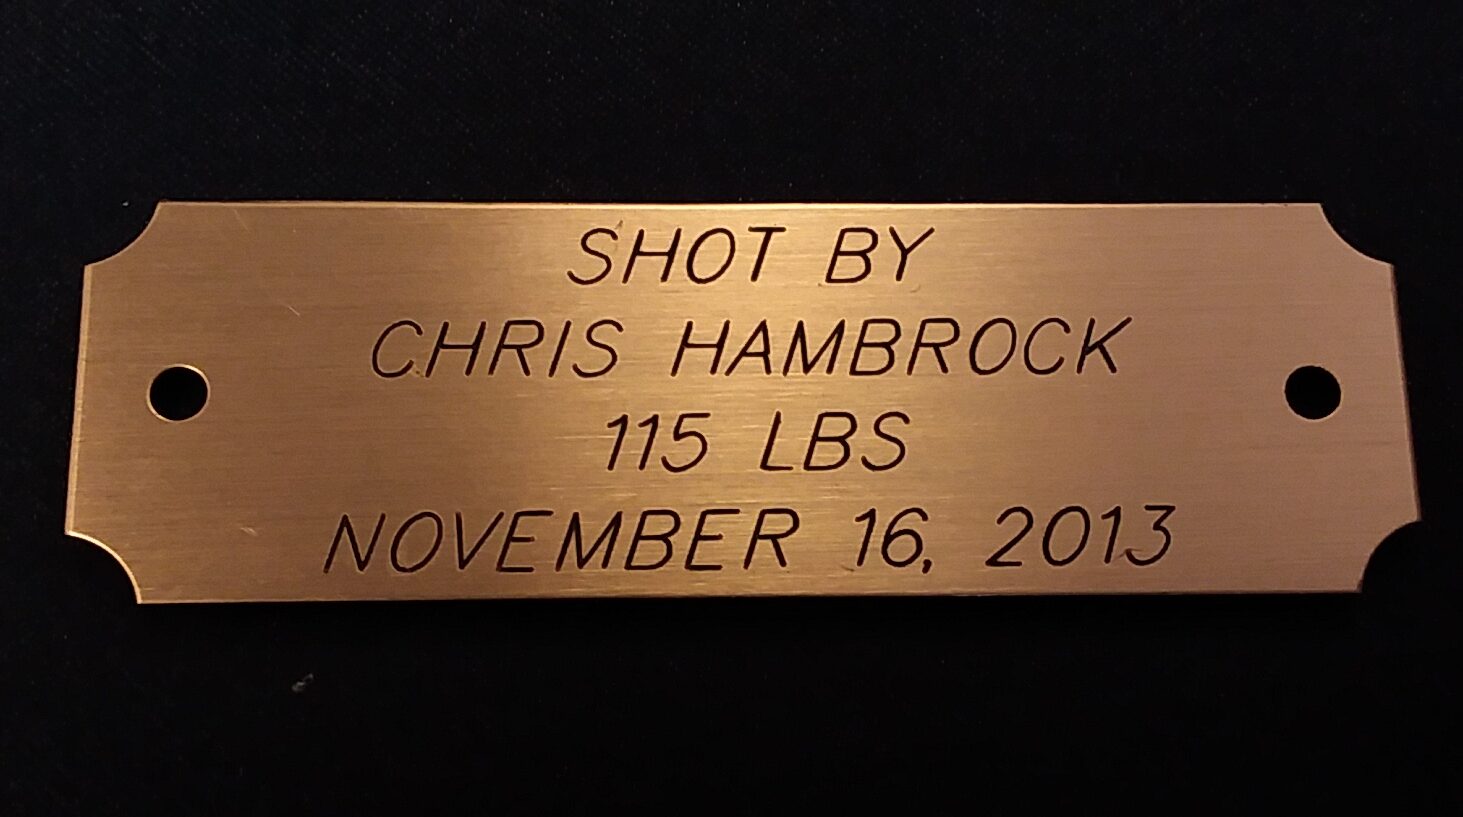 SHOT BY
CHRIS HAMBROCK
115 LBS
NOVEMBER 16, 2013